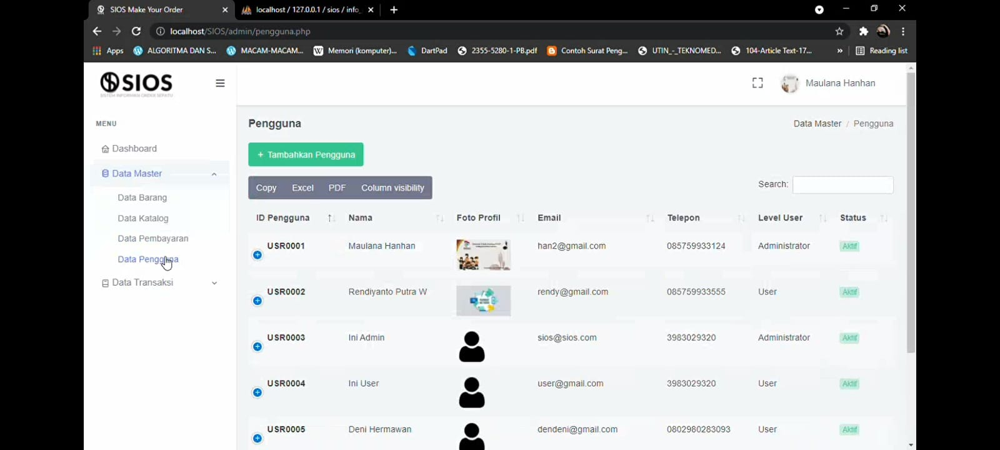 SIOS Make Your Order
localhost / 127.0.0.1 / sios / info_
localhost/SIOS/admin/pengguna.php
Apps
ALGORITMA DAN S...
MACAM-MACAM...
Memori (komputer)...
DartPad
2355-5280-1-PB.pdf
Contoh Surat Peng...
UTIN_-_TEKNOMED...
104-Article Text-17...
»
Reading list
SIOS
SISTEM INFORMASI ORDER SEPATU
Maulana Hanhan
MENU
Dashboard
Data Master
Data Barang
Data Katalog
Data Pembayaran
Data Pengguna
Data Transaksi
Pengguna
Data Master / Pengguna
+ Tambahkan Pengguna
Copy Excel PDF Column visibility
Search:
ID Pengguna Nama Foto Profil Email Telepon Level User Status
USR0001 Maulana Hanhan han2@gmail.com 085759933124 Administrator Aktif
USR0002 Rendiyanto Putra W rendy@gmail.com 085759933555 User Aktif
USR0003 Ini Admin sios@sios.com 3983029320 Administrator Aktif
USR0004 Ini User user@gmail.com 3983029320 User Aktif
USR0005 Deni Hermawan dendeni@gmail.com 0802980283093 User Aktif